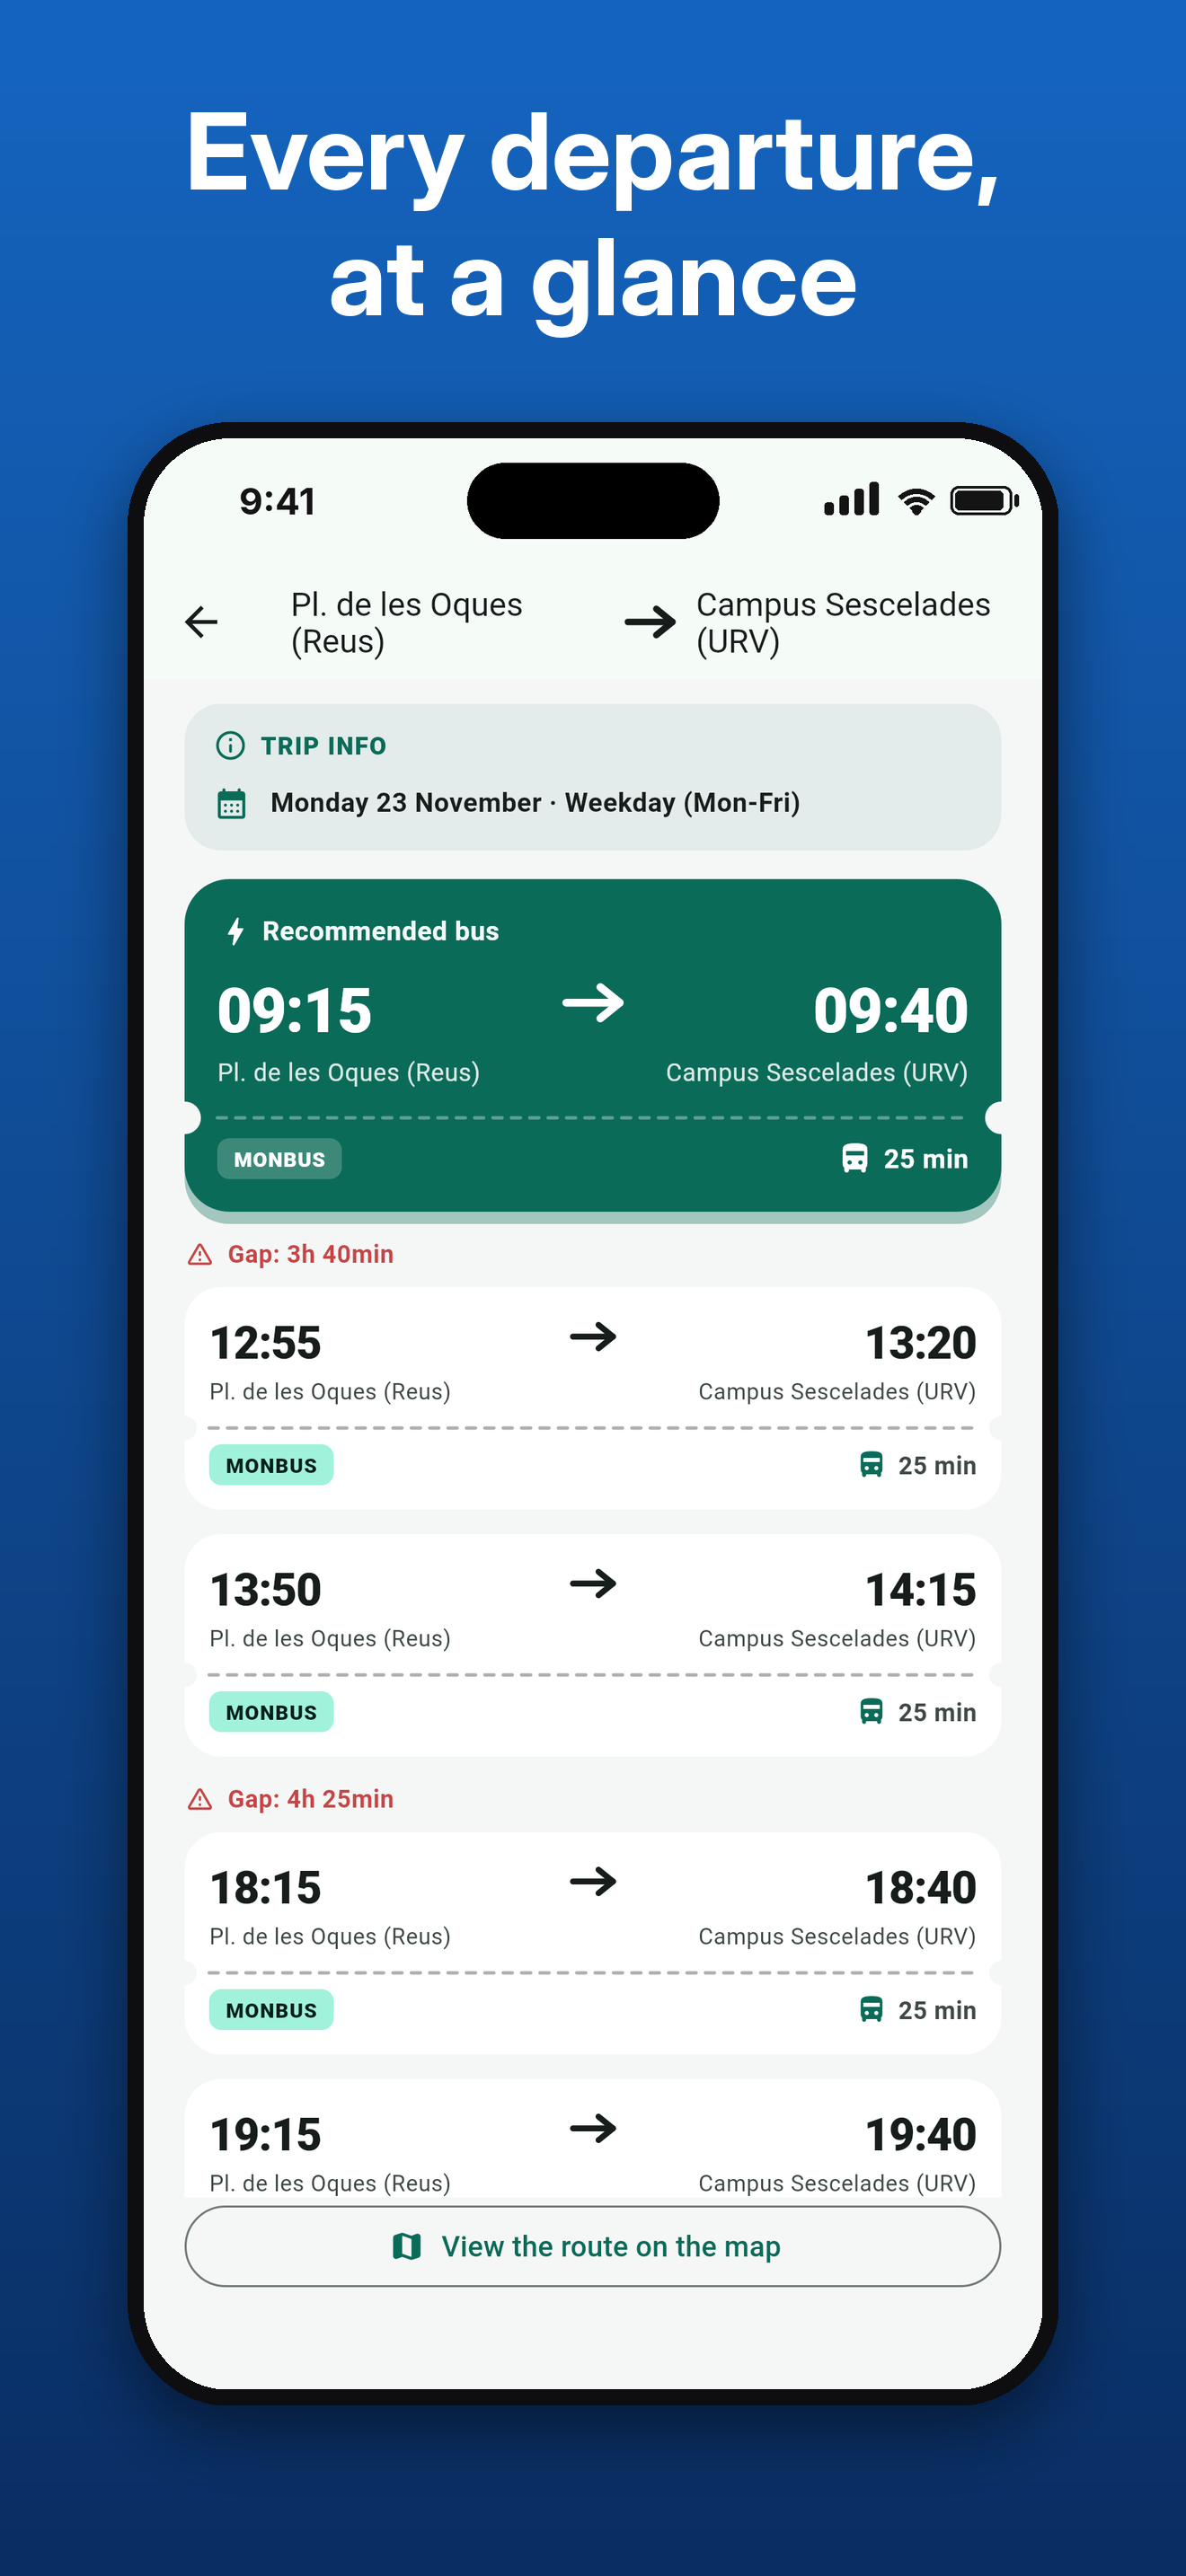 Every departure,
at a glance
9:41
Pl. de les Oques
(Reus)
Campus Sescelades
(URV)
TRIP INFO
Monday 23 November · Weekday (Mon-Fri)
Recommended bus
09:15
09:40
Pl. de les Oques (Reus)
Campus Sescelades (URV)
MONBUS
25 min
Gap: 3h 40min
12:55
13:20
Pl. de les Oques (Reus)
Campus Sescelades (URV)
MONBUS
25 min
13:50
14:15
Pl. de les Oques (Reus)
Campus Sescelades (URV)
MONBUS
25 min
Gap: 4h 25min
18:15
18:40
Pl. de les Oques (Reus)
Campus Sescelades (URV)
MONBUS
25 min
19:15
19:40
Pl. de les Oques (Reus)
Campus Sescelades (URV)
View the route on the map